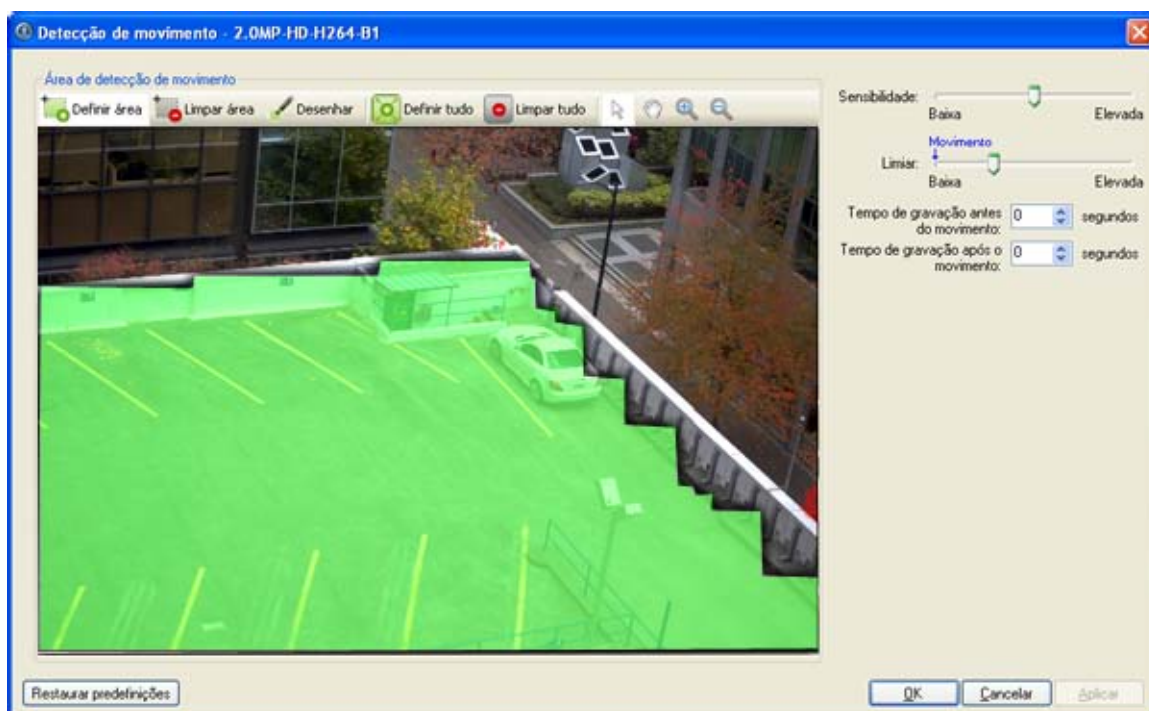 Detecção de movimento - 2.0MP-HD-H264-B1
Área de detecção de movimento
Definir área
Limpar área
Desenhar
Definir tudo
Limpar tudo
Sensibilidade:
Baixa
Elevada
Movimento
Limiar:
Baixa
Elevada
Tempo de gravação antes
do movimento:
0
segundos
Tempo de gravação após o
movimento:
0
segundos
Restaurar predefinições
OK
Cancelar
Aplicar